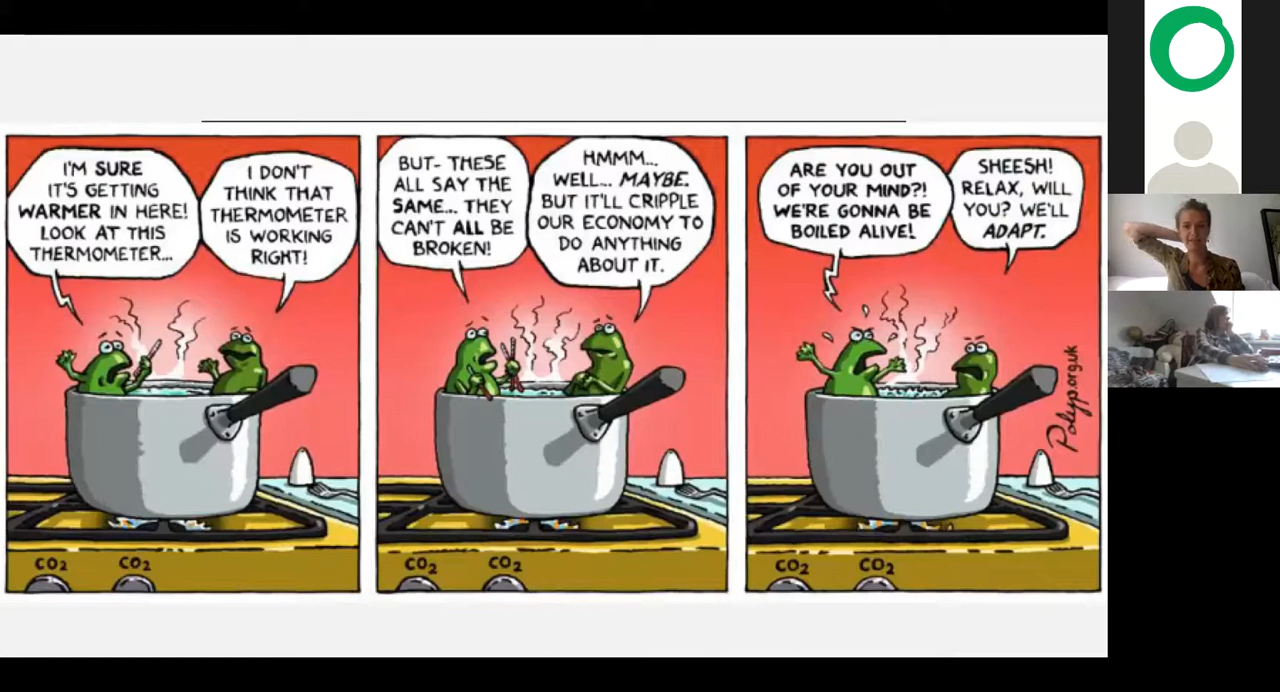 I'M SURE
IT'S GETTING
WARMER IN HERE!
LOOK AT THIS
THERMOMETER...
I DON'T
THINK THAT
THERMOMETER
IS WORKING
RIGHT!
CO2 CO2
BUT- THESE
ALL SAY THE
SAME... THEY
CAN'T ALL BE
BROKEN!
HMMM...
WELL... MAYBE.
BUT IT'LL CRIPPLE
OUR ECONOMY TO
DO ANYTHING
ABOUT IT.
CO2 CO2
ARE YOU OUT
OF YOUR MIND?!
WE'RE GONNA BE
BOILED ALIVE!
SHEESH!
RELAX, WILL
YOU? WE'LL
ADAPT.
Polyp.org.uk
CO2 CO2